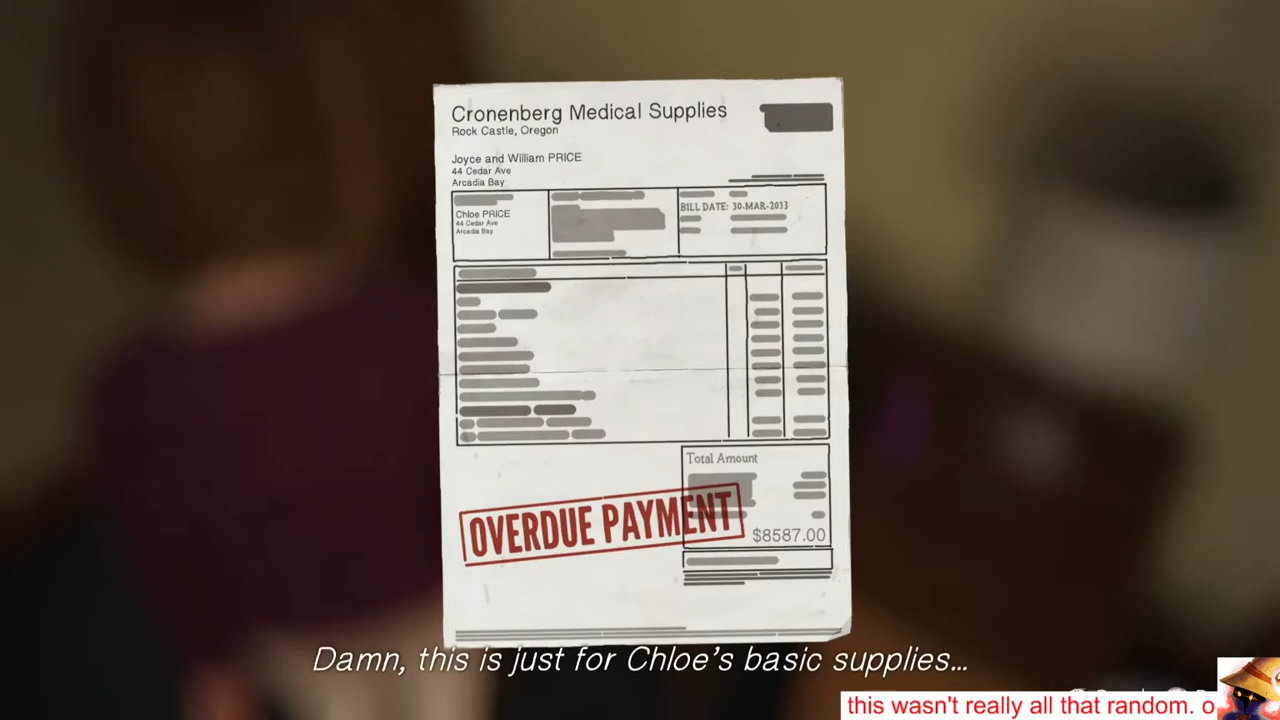 Cronenberg Medical Supplies
Rock Castle, Oregon
Joyce and William PRICE
44 Cedar Ave
Arcadia Bay
Chloe PRICE
44 Cedar Ave
Arcadia Bay
BILL DATE: 30-MAR-2013
Total Amount
OVERDUE PAYMENT
$8587.00
Damn, this is just for Chloe's basic supplies...
this wasn't really all that random. o